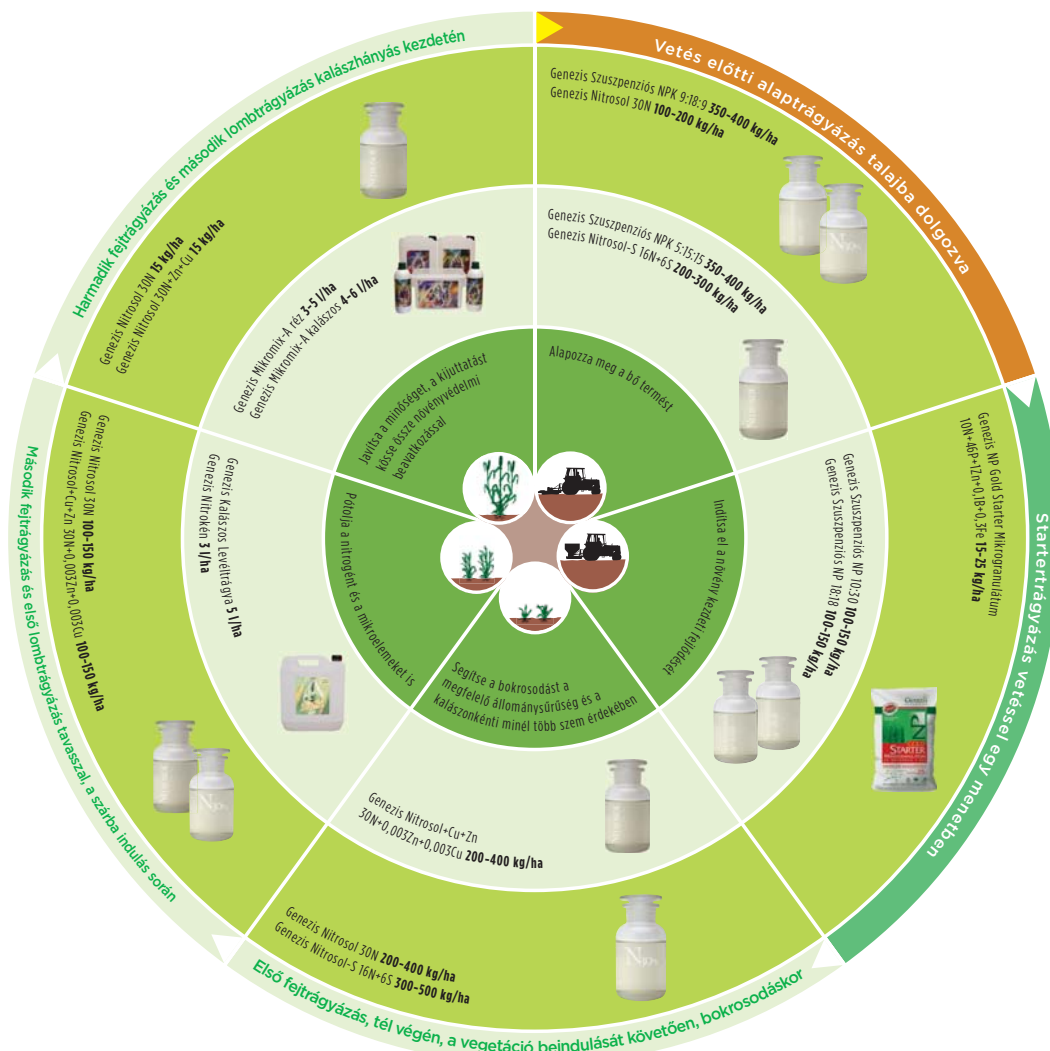 Vetés előtti alaptrágyázás talajba dolgozva
Genezis Szuszpenziós NPK 9:18:9 350-400 kg/ha
Genezis Nitrosol 30N 100-200 kg/ha
Genezis Szuszpenziós NPK 5:15:15 350-400 kg/ha
Genezis Nitrosol-S 16N+6S 200-300 kg/ha
Alapozza meg a bő termést
Startertrágyázás vetéssel egy menetben
Genezis NP Gold Starter Mikrogranulátum
10N+46P+1Zn+0,1B+0,3Fe 15-25 kg/ha
Genezis Szuszpenziós NP 10:30 100-150 kg/ha
Genezis Szuszpenziós NP 18:18 100-150 kg/ha
Indítsa el a növény kezdeti fejlődését
STARTER
NP
Első fejtrágyázás, tél végén, a vegetáció beindulását követően, bokrosodáskor
Genezis Nitrosol 30N 200-400 kg/ha
Genezis Nitrosol-S 16N+6S 300-500 kg/ha
Genezis Nitrosol+Cu+Zn
30N+0,003Zn+0,003Cu 200-400 kg/ha
Segítse a bokrosodást a
megfelelő állománysűrűség és a
kalászonkénti minél több szem érdekében
Második fejtrágyázás és első lombtrágyázás tavasszal, a szárba indulás során
Genezis Nitrosol 30N 100-150 kg/ha
Genezis Nitrosol+Cu+Zn 30N+0,003Zn+0,003Cu 100-150 kg/ha
Genezis Kalászos Levéltrágya 5 l/ha
Genezis Nitrokén 3 l/ha
Pótolja a nitrogént és a mikroelemeket is
Harmadik fejtrágyázás és második lombtrágyázás kalászhányás kezdetén
Genezis Nitrosol 30N 15 kg/ha
Genezis Nitrosol 30N+Zn+Cu 15 kg/ha
Genezis Mikromix-A réz 3-5 l/ha
Genezis Mikromix-A kalászos 4-6 l/ha
Javítsa a minőséget, a kijuttatást
kösse össze növényvédelmi
beavatkozással